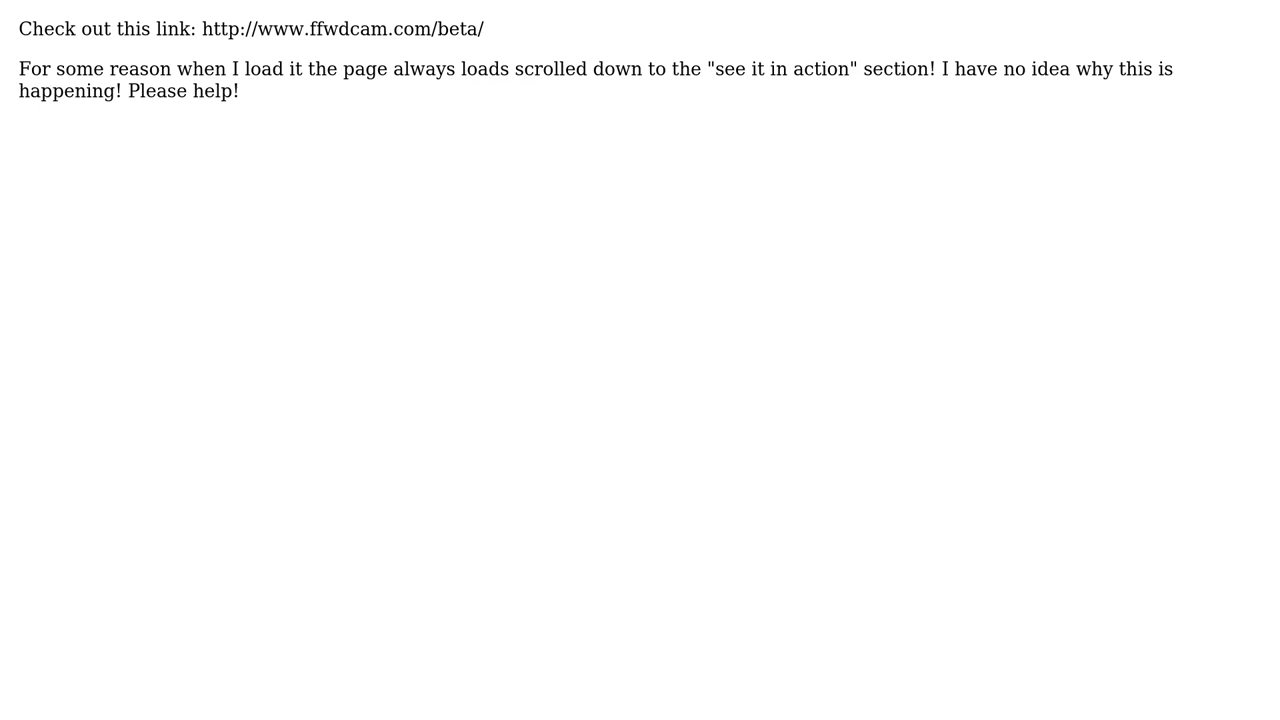 Check out this link: http://www.ffwdcam.com/beta/
For some reason when I load it the page always loads scrolled down to the "see it in action" section! I have no idea why this is
happening! Please help!